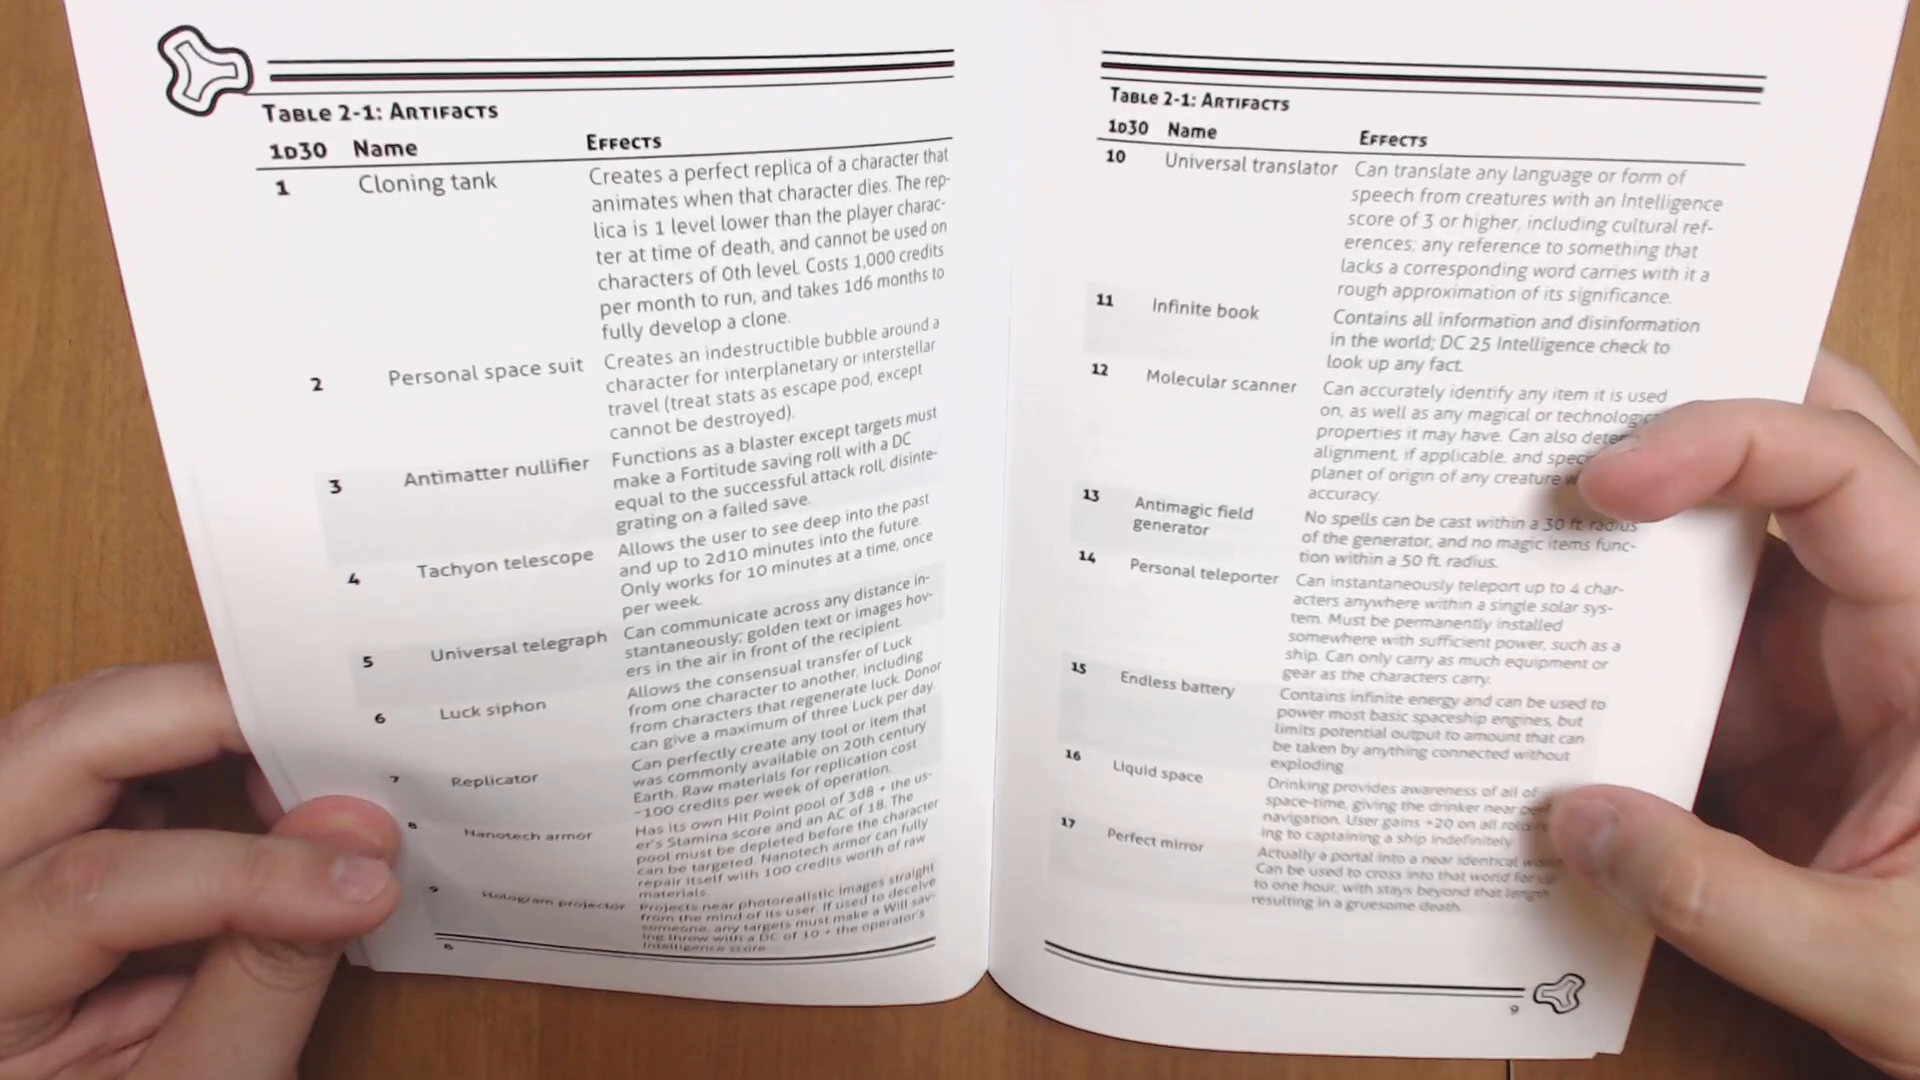 Table 2-1: Artifacts
1D30 Name Effects
1 Cloning tank Creates a perfect replica of a character that
animates when that character dies. The rep-
lica is 1 level lower than the player charac-
ter at time of death, and cannot be used on
characters of 0th level. Costs 1,000 credits
per month to run, and takes 1d6 months to
fully develop a clone.
2 Personal space suit Creates an indestructible bubble around a
character for interplanetary or interstellar
travel (treat stats as escape pod, except
cannot be destroyed).
3 Antimatter nullifier Functions as a blaster except targets must
make a Fortitude saving roll with a DC
equal to the successful attack roll, disinte-
grating on a failed save.
4 Tachyon telescope Allows the user to see deep into the past
and up to 2d10 minutes into the future.
Only works for 10 minutes at a time, once
per week.
5 Universal telegraph Can communicate across any distance in-
stantaneously; golden text or images hov-
ers in the air in front of the recipient.
6 Luck siphon Allows the consensual transfer of Luck
from one character to another, including
from characters that regenerate luck. Donor
can give a maximum of three Luck per day.
7 Replicator Can perfectly create any tool or item that
was commonly available on 20th century
Earth. Raw materials for replication cost
~100 credits per week of operation.
8 Nanotech armor Has its own Hit Point pool of 3d8 + the us-
er's Stamina score and an AC of 18. The
pool must be depleted before the character
can be targeted. Nanotech armor can fully
repair itself with 100 credits worth of raw
materials.
9 Hologram projector Projects near photorealistic images straight
from the mind of its user. If used to deceive
someone, any targets must make a Will sav-
ing throw with a DC of 10 + the operator's
Intelligence score.
Table 2-1: Artifacts
1D30 Name Effects
10 Universal translator Can translate any language or form of
speech from creatures with an Intelligence
score of 3 or higher, including cultural ref-
erences; any reference to something that
lacks a corresponding word carries with it a
rough approximation of its significance.
11 Infinite book Contains all information and disinformation
in the world; DC 25 Intelligence check to
look up any fact.
12 Molecular scanner Can accurately identify any item it is used
on, as well as any magical or
properties it may have. Can also
alignment, if applicable, and
planet of origin of any creature
accuracy.
13 Antimagic field
generator No spells can be cast within a 30 ft. radius
of the generator, and no magic items func-
tion within a 50 ft. radius.
14 Personal teleporter Can instantaneously teleport up to 4 char-
acters anywhere within a single solar sys-
tem. Must be permanently installed
somewhere with sufficient power, such as a
ship. Can only carry as much equipment or
gear as the characters carry.
15 Endless battery Contains infinite energy and can be used to
power most basic spaceship engines, but
limits potential output to amount that can
be taken by anything connected without
exploding
16 Liquid space Drinking provides awareness of all of
space-time, giving the drinker near
navigation. User gains +20 on all
ing to captaining a ship indefinitely.
17 Perfect mirror Actually a portal into a near identical
Can be used to cross into that world for
to one hour, with stays beyond that length
resulting in a gruesome death.
9